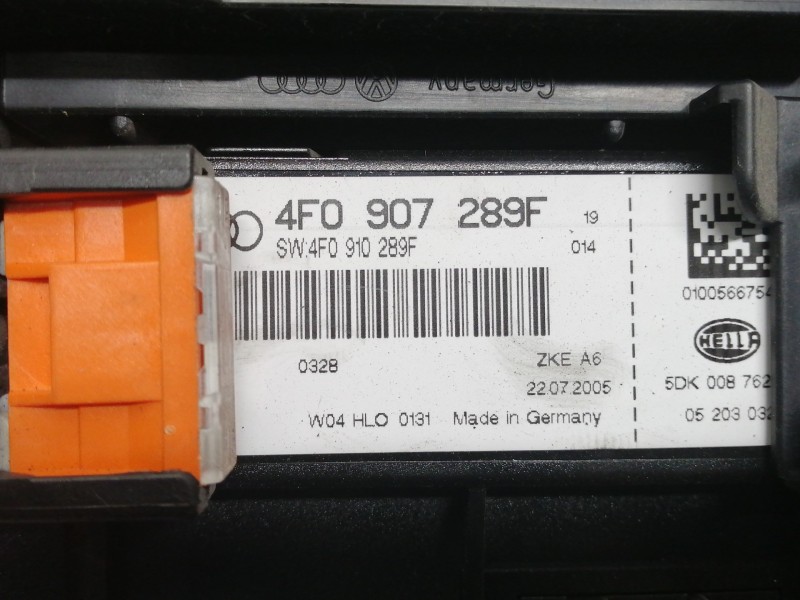 Germany
4F0 907 289F 19
SW:4F0 910 289F 014
0328 ZKE A6
22.07.2005
W04 HLO 0131 Made in Germany
HELLA
5DK 008 762
05 203 032